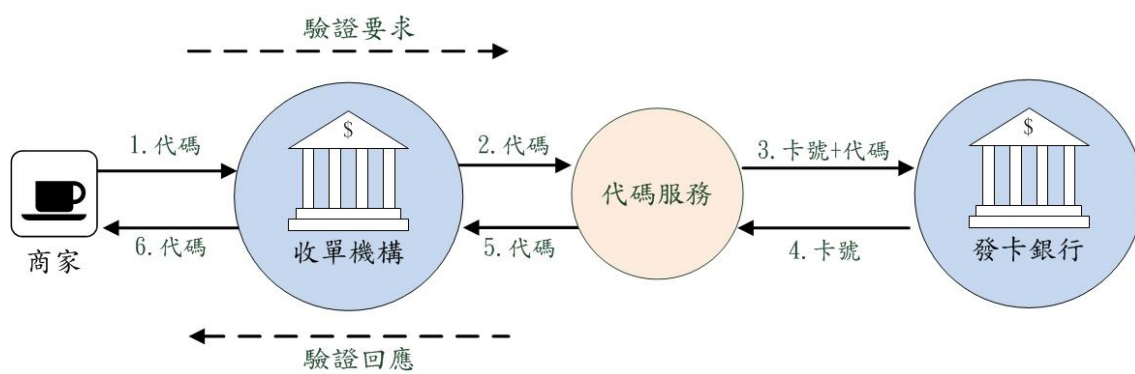 驗證要求
$
$
1.代碼
2.代碼
3.卡號+代碼
代碼服務
6.代碼
5.代碼
4.卡號
商家
收單機構
發卡銀行
驗證回應